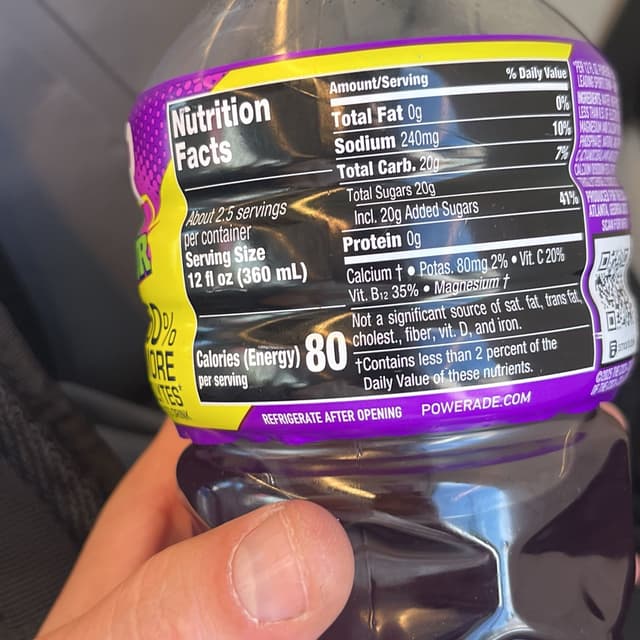 Nutrition
Facts
About 2.5 servings
per container
Serving Size
12 fl oz (360 mL)
Calories (Energy) 80
per serving
Amount/Serving % Daily Value
Total Fat 0g 0%
Sodium 240mg 10%
Total Carb. 20g 7%
Total Sugars 20g
Incl. 20g Added Sugars 41%
Protein 0g
Calcium † • Potas. 80mg 2% • Vit. C 20%
Vit. B12 35% • Magnesium †
Not a significant source of sat. fat, trans fat,
cholest., fiber, vit. D, and iron.
†Contains less than 2 percent of the
Daily Value of these nutrients.
REFRIGERATE AFTER OPENING POWERADE.COM